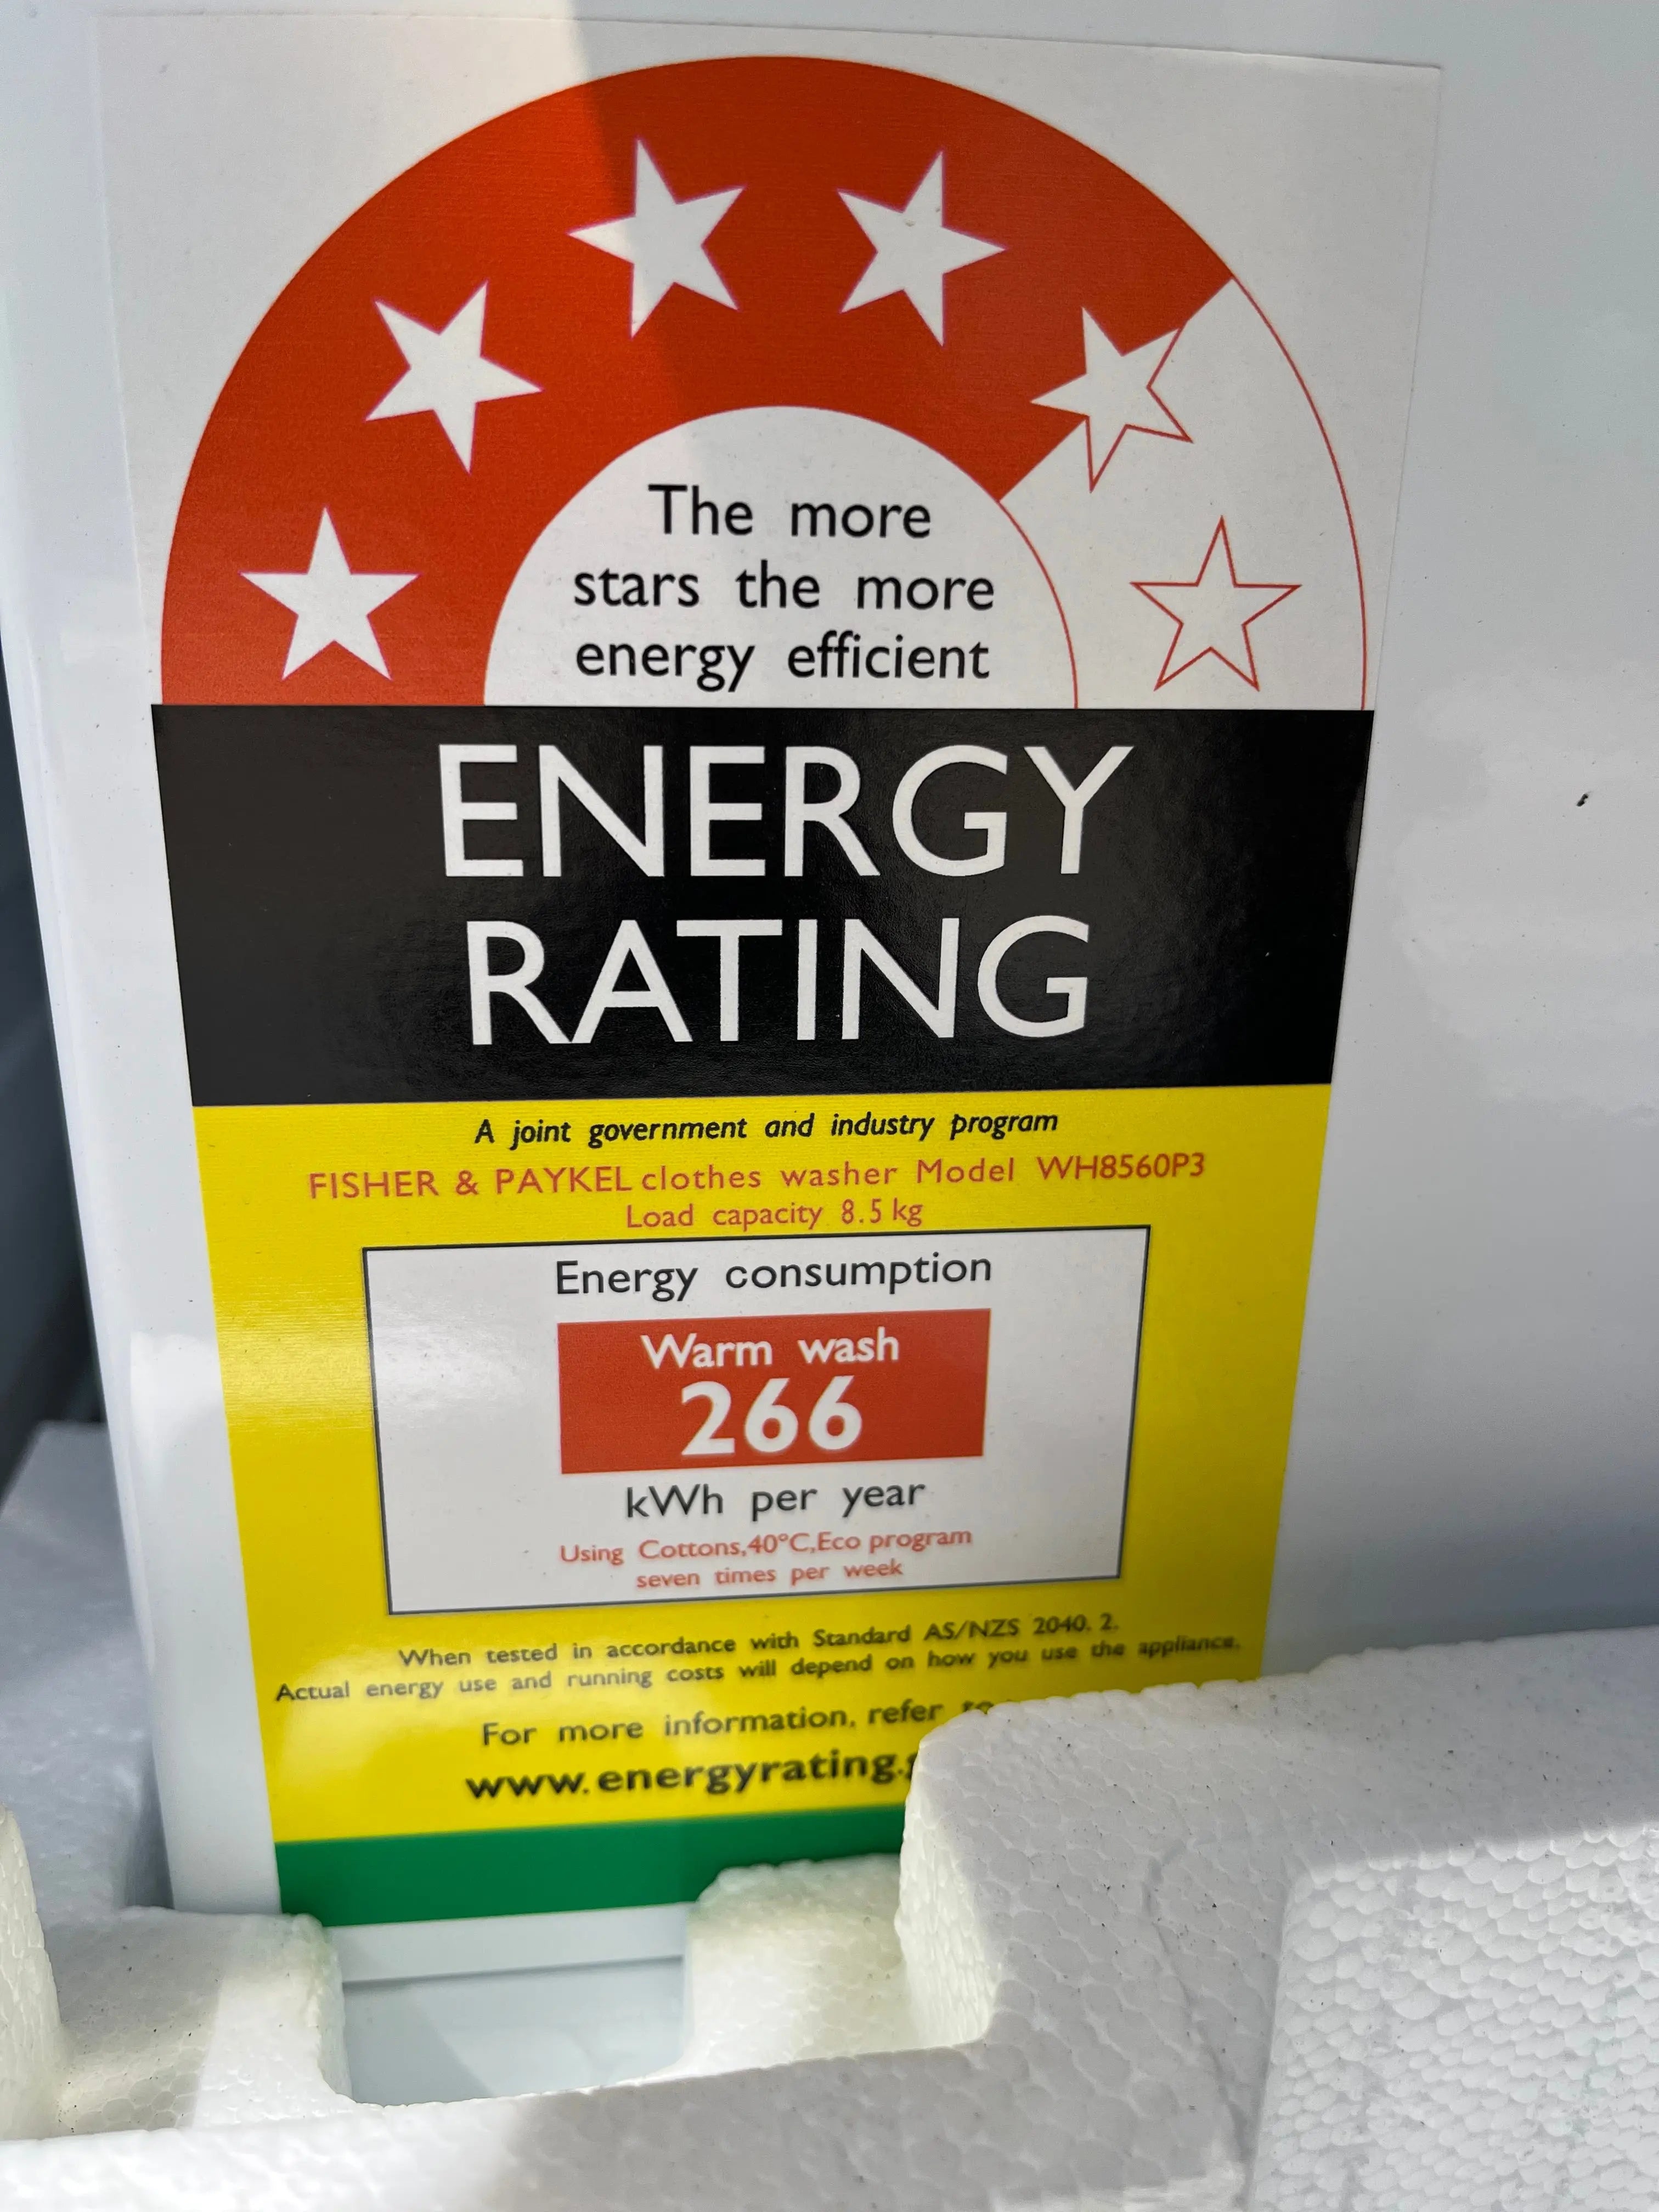 The more
stars the more
energy efficient
ENERGY
RATING
A joint government and industry program
FISHER & PAYKEL clothes washer Model WH8560P3
Load capacity 8.5 kg
Energy consumption
Warm wash
266
kWh per year
Using Cottons,40°C,Eco program
seven times per week
When tested in accordance with Standard AS/NZS 2040. 2.
Actual energy use and running costs will depend on how you use the appliance.
For more information, refer to
www.energyrating.